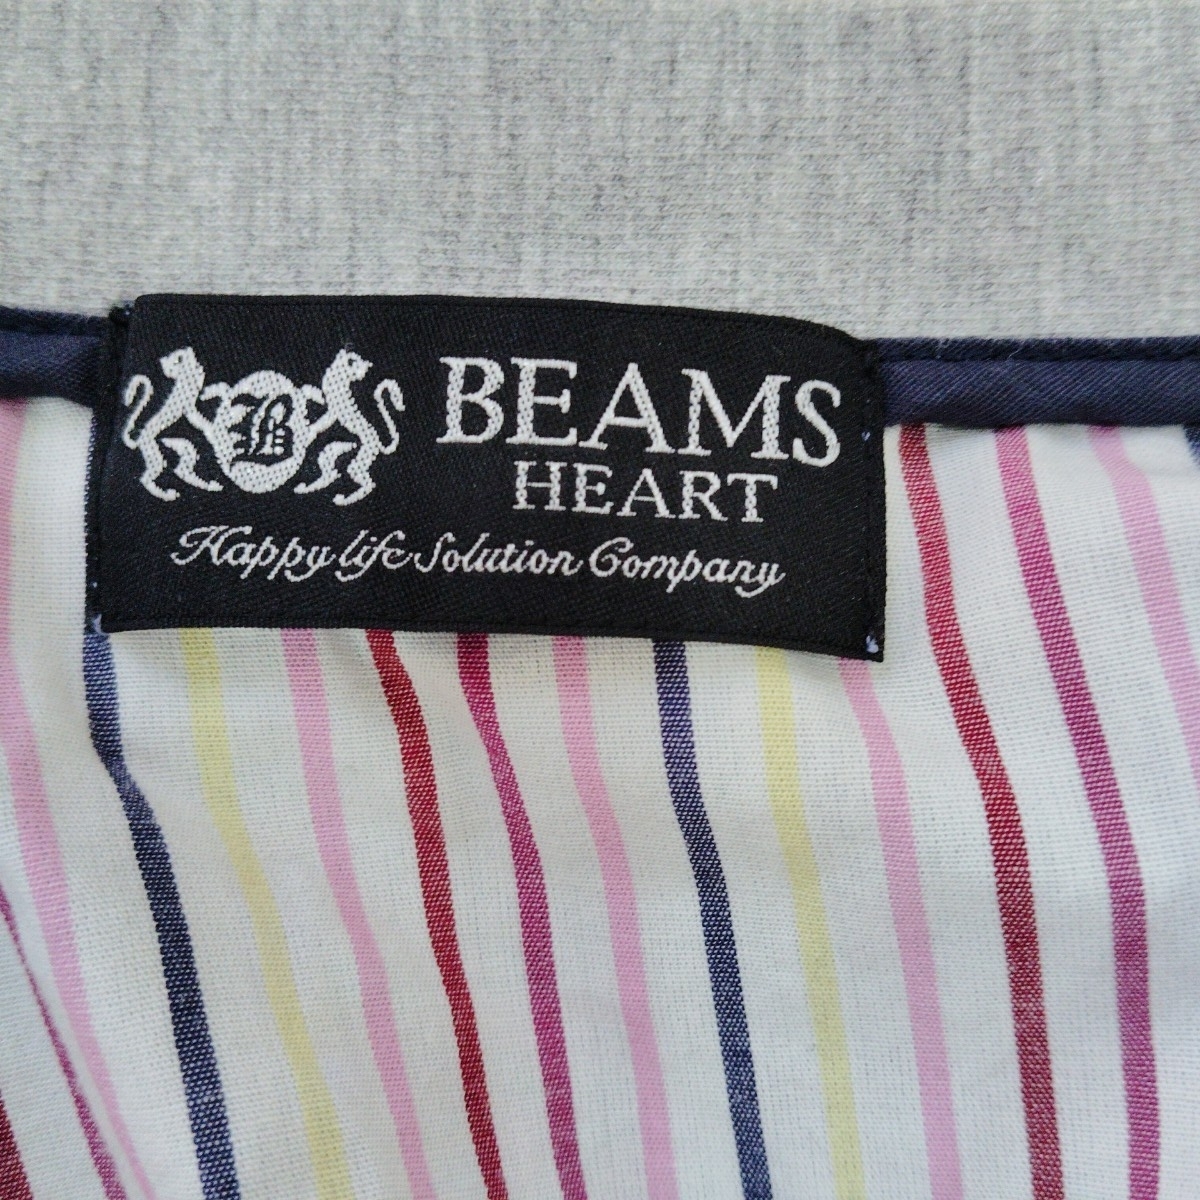 B
BEAMS
HEART
Happy life Solution Company